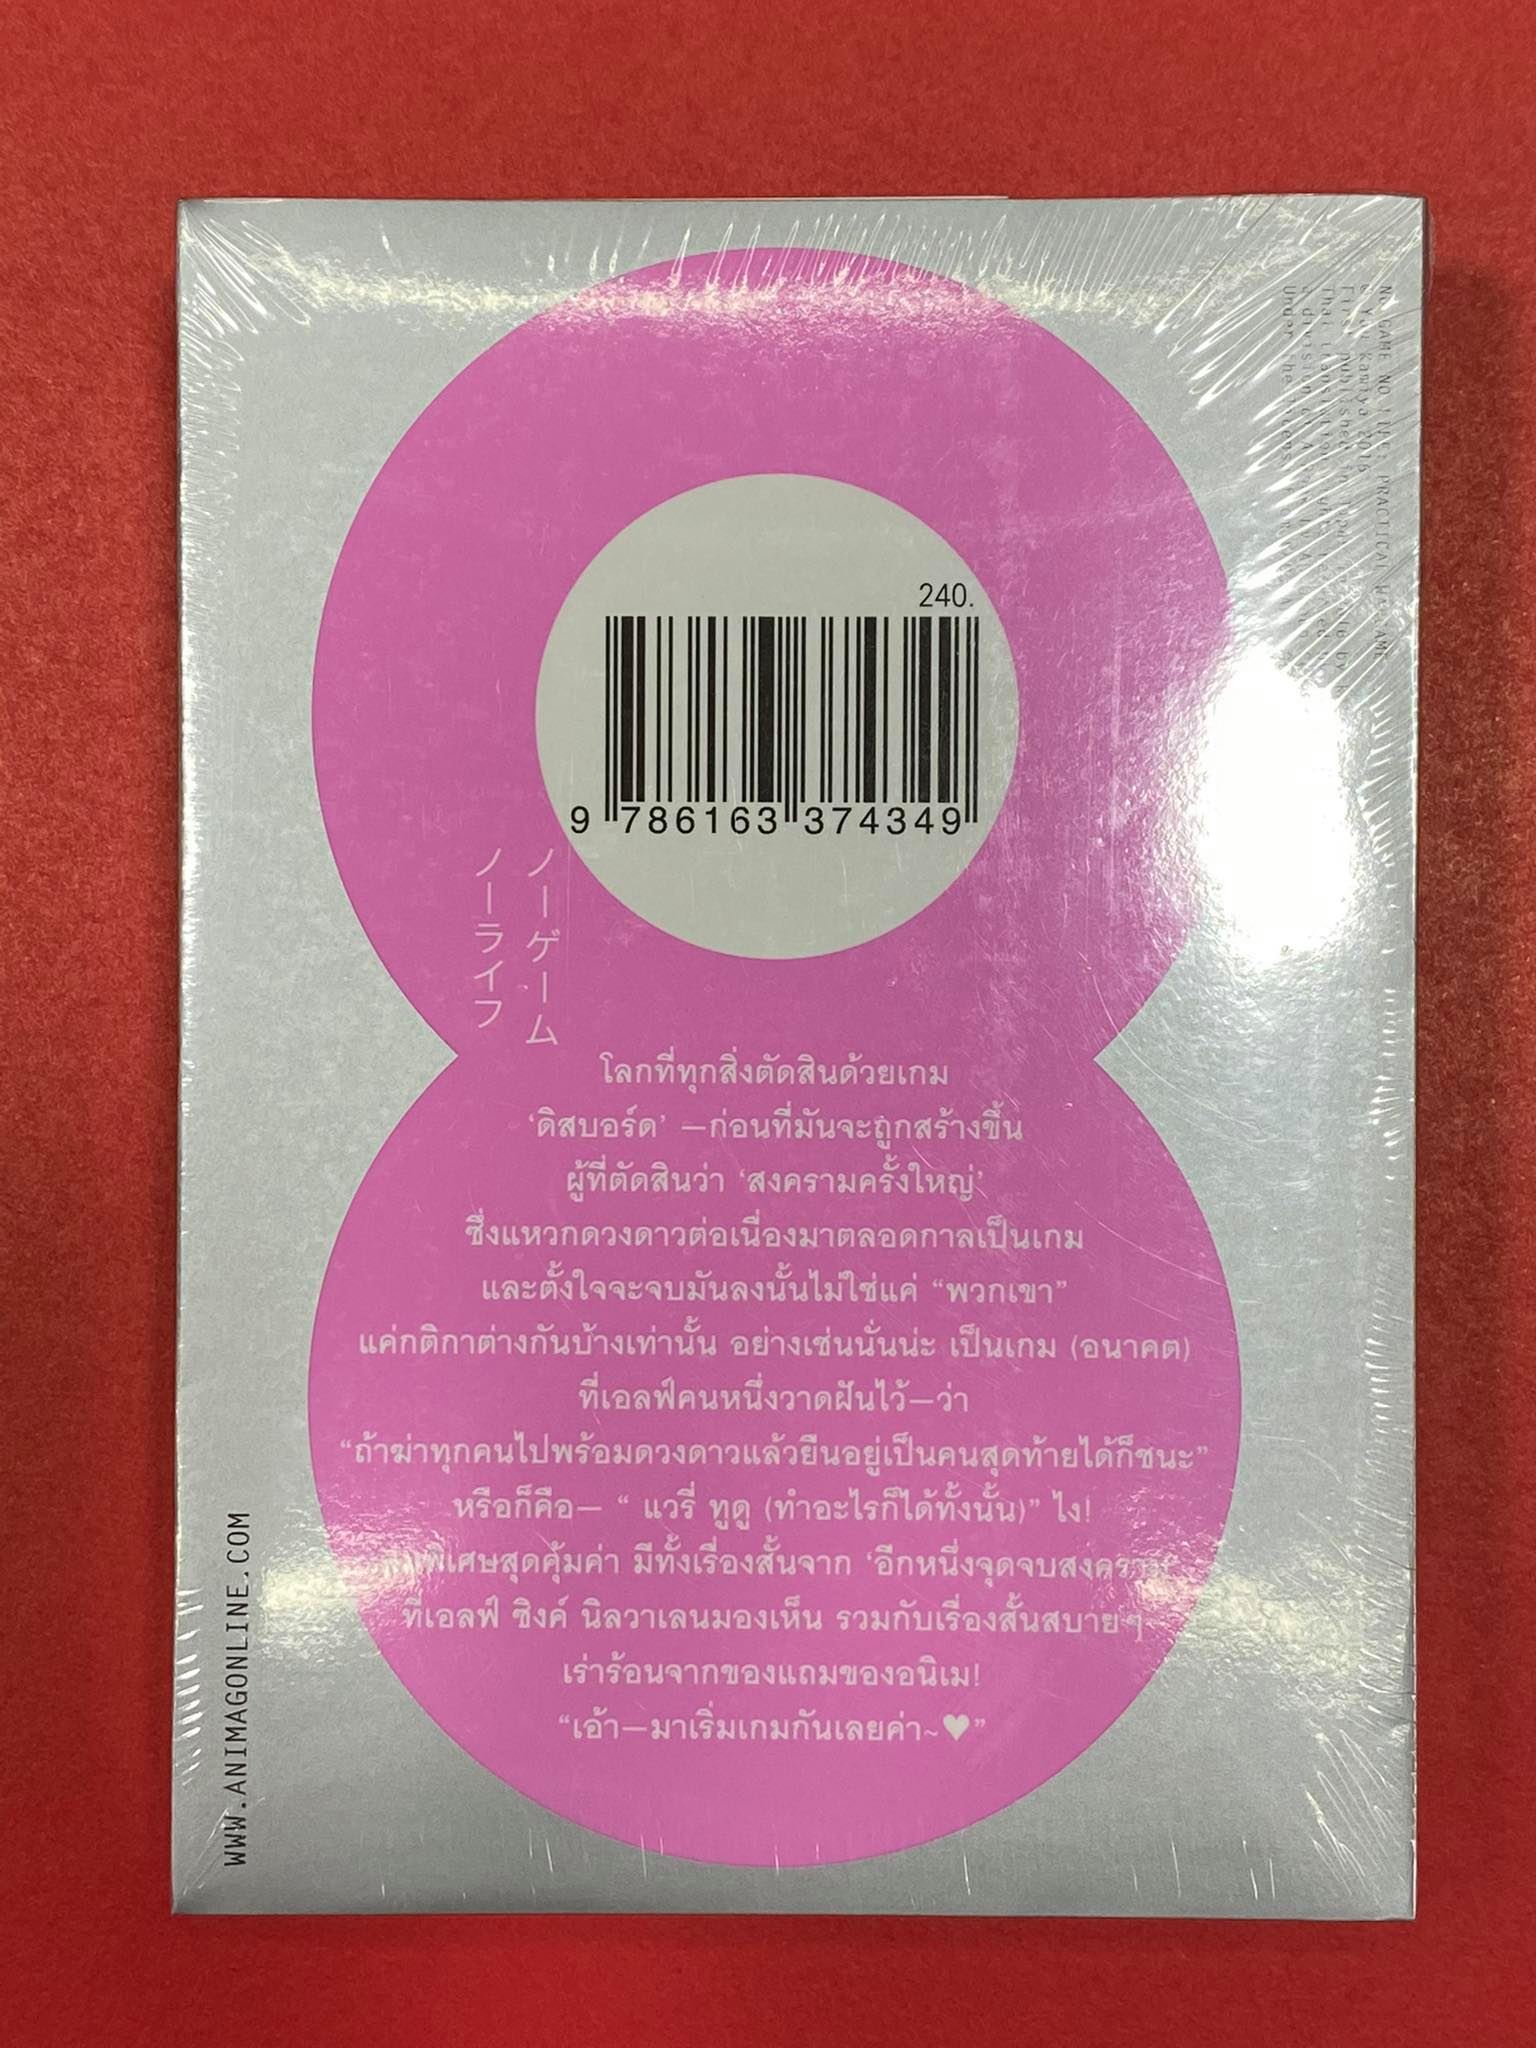 240.
9 786163 374349
ノーゲーム
ノーライフ
โลกที่ทุกสิ่งตัดสินด้วยเกม
‘ดิสบอร์ด’ —ก่อนที่มันจะถูกสร้างขึ้น
ผู้ที่ตัดสินว่า ‘สงครามครั้งใหญ่’
ซึ่งแหวกดวงดาวต่อเนื่องมาตลอดกาลเป็นเกม
และตั้งใจจะจบมันลงนั้นไม่ใช่แค่ “พวกเขา”
แค่กติกาต่างกันบ้างเท่านั้น อย่างเช่นนั่นน่ะ เป็นเกม (อนาคต)
ที่เอลฟ์คนหนึ่งวาดฝันไว้—ว่า
“ถ้าฆ่าทุกคนไปพร้อมดวงดาวแล้วยืนอยู่เป็นคนสุดท้ายได้ก็ชนะ”
หรือก็คือ— “ แวรี่ ทูดู (ทำอะไรก็ได้ทั้งนั้น)” ไง!
สุดคุ้มค่า มีทั้งเรื่องสั้นจาก ‘อีกหนึ่งจุดจบสงคราม’
ที่เอลฟ์ ซิงค์ นิลวาเลนมองเห็น รวมกับเรื่องสั้นสบายๆ
เร่าร้อนจากของแถมของอนิเม!
“เอ้า—มาเริ่มเกมกันเลยค่า~♥”
WWW.ANIMAGONLINE.COM
GAME NO PRACTICAL
Kamiya 2016
published in
Thai translation
division
Under the